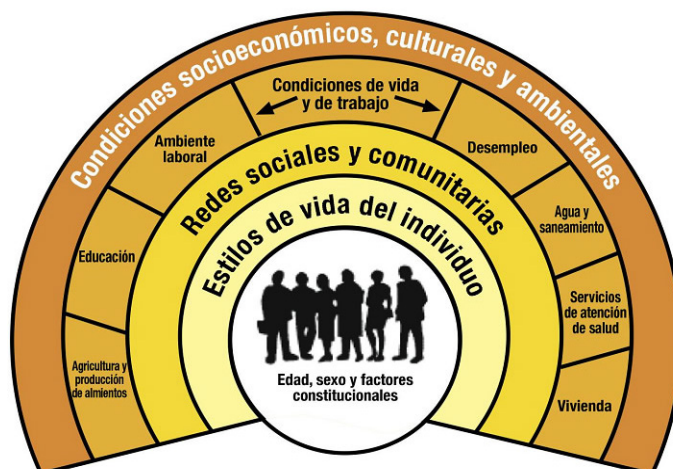 Condiciones socioeconómicos, culturales y ambientales
Condiciones de vida
y de trabajo
Ambiente
laboral
Desempleo
Redes sociales y comunitarias
Educación
Agua y
saneamiento
Estilos de vida del individuo
Agricultura y
producción
de almientos
Servicios
de atención
de salud
Vivienda
Edad, sexo y factores
constitucionales